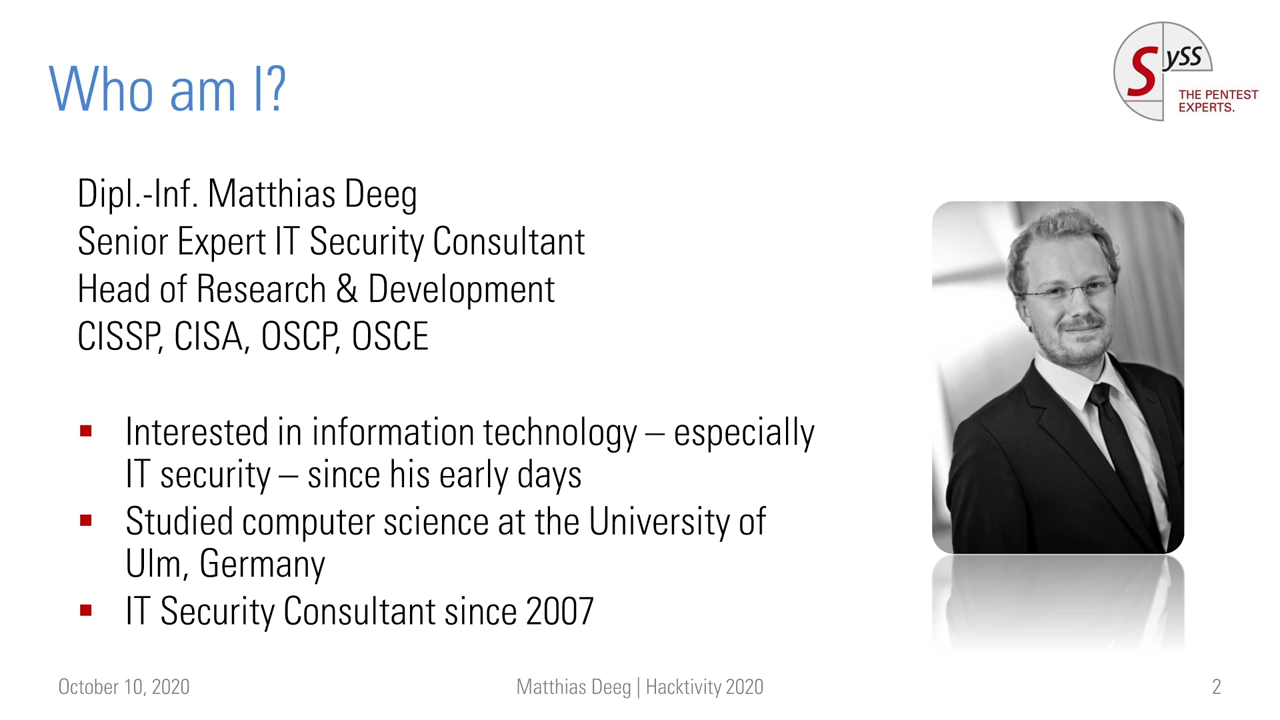 Who am I?
SySS
THE PENTEST
EXPERTS.
Dipl.-Inf. Matthias Deeg
Senior Expert IT Security Consultant
Head of Research & Development
CISSP, CISA, OSCP, OSCE
▪ Interested in information technology – especially
IT security – since his early days
▪ Studied computer science at the University of
Ulm, Germany
▪ IT Security Consultant since 2007
October 10, 2020
Matthias Deeg | Hacktivity 2020
2